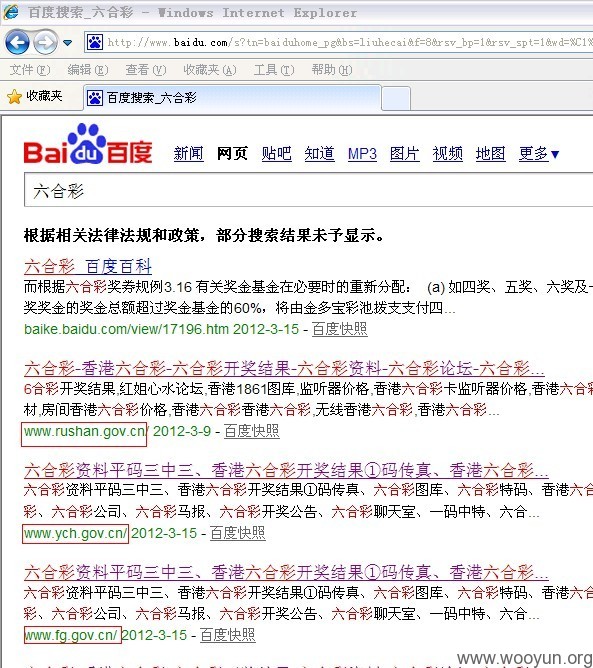 百度搜索_六合彩 - Windows Internet Explorer
http://www.baidu.com/s?tn=baiduhome_pg&bs=liuhecai&f=8&rsv_bp=1&rsv_spt=1&wd=%C1%
文件(F) 编辑(E) 查看(V) 收藏夹(A) 工具(T) 帮助(H)
收藏夹 百度搜索_六合彩
Bai du 百度 新闻 网页 贴吧 知道 MP3 图片 视频 地图 更多▼
六合彩
根据相关法律法规和政策，部分搜索结果未予显示。
六合彩_百度百科
而根据六合彩奖券规例3.16 有关奖金基金在必要时的重新分配： (a) 如四奖、五奖、六奖及一
奖奖金的奖金总额超过奖金基金的60%，将由金多宝彩池拨支支付四...
baike.baidu.com/view/17196.htm 2012-3-15 - 百度快照
六合彩-香港六合彩-六合彩开奖结果-六合彩资料-六合彩论坛-六合彩...
6合彩开奖结果,红姐心水论坛,香港1861图库,监听器价格,香港六合彩卡监听器价格,香港六合彩
材,房间香港六合彩价格,香港六合彩香港六合彩,无线香港六合彩,香港六合彩...
www.rushan.gov.cn/ 2012-3-9 - 百度快照
六合彩资料平码三中三、香港六合彩开奖结果①码传真、香港六合彩...
六合彩资料平码三中三、香港六合彩开奖结果①码传真、六合彩图库、六合彩特码、香港六合
彩、六合彩公司、六合彩马报、六合彩开奖公告、六合彩聊天室、一码中特、六合...
www.ych.gov.cn/ 2012-3-15 - 百度快照
六合彩资料平码三中三、香港六合彩开奖结果①码传真、香港六合彩...
六合彩资料平码三中三、香港六合彩开奖结果①码传真、六合彩图库、六合彩特码、香港六合
彩、六合彩公司、六合彩马报、六合彩开奖公告、六合彩聊天室、一码中特、六合...
www.fg.gov.cn/ 2012-3-15 - 百度快照
www.wooyun.org